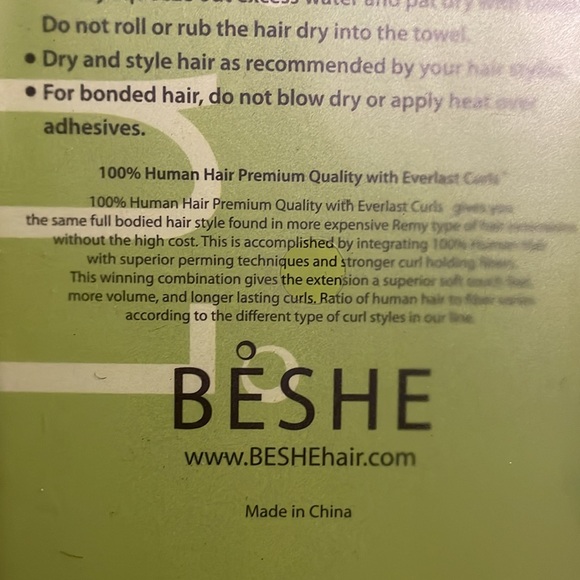 excess water and pat dry with
Do not roll or rub the hair dry into the towel.
• Dry and style hair as recommended by your hair stylist.
• For bonded hair, do not blow dry or apply heat over
adhesives.
100% Human Hair Premium Quality with Everlast Curls
100% Human Hair Premium Quality with Everlast Curls gives you
the same full bodied hair style found in more expensive Remy type of hair extensions
without the high cost. This is accomplished by integrating 100% Human Hair
with superior perming techniques and stronger curl holding fibers.
This winning combination gives the extension a superior soft touch feel,
more volume, and longer lasting curls. Ratio of human hair to fiber varies
according to the different type of curl styles in our line.
BESHE
www.BESHEhair.com
Made in China